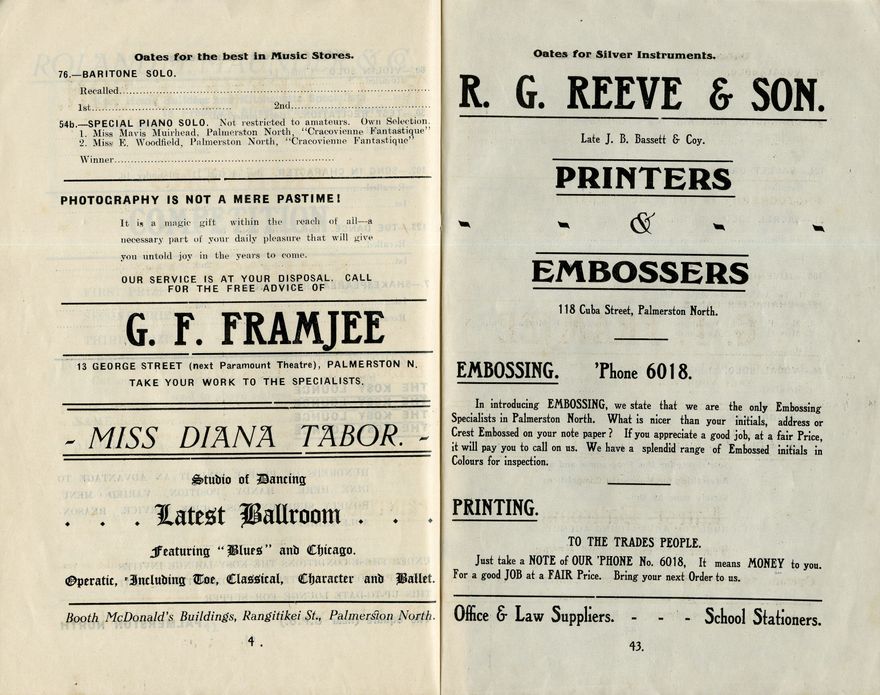 Oates for the best in Music Stores.
76.—BARITONE SOLO.
Recalled
1st. 2nd.
54b.—SPECIAL PIANO SOLO. Not restricted to amateurs. Own Selection.
1. Miss Mavis Muirhead, Palmerston North, "Cracovienne Fantastique"
2. Miss E. Woodfield, Palmerston North, "Cracovienne Fantastique"
Winner
PHOTOGRAPHY IS NOT A MERE PASTIME!
It is a magic gift within the reach of all—a
necessary part of your daily pleasure that will give
you untold joy in the years to come.
OUR SERVICE IS AT YOUR DISPOSAL. CALL
FOR THE FREE ADVICE OF
G. F. FRAMJEE
13 GEORGE STREET (next Paramount Theatre), PALMERSTON N.
TAKE YOUR WORK TO THE SPECIALISTS.
- MISS DIANA TABOR. -
Studio of Dancing
. . . Latest Ballroom . . .
Featuring "Blues" and Chicago.
Operatic, Including Toe, Classical, Character and Ballet.
Booth McDonald's Buildings, Rangitikei St., Palmerston North.
4 .
Oates for Silver Instruments.
R. G. REEVE & SON.
Late J. B. Bassett & Coy.
PRINTERS
&
EMBOSSERS
118 Cuba Street, Palmerston North.
EMBOSSING. 'Phone 6018.
In introducing EMBOSSING, we state that we are the only Embossing
Specialists in Palmerston North. What is nicer than your initials, address or
Crest Embossed on your note paper? If you appreciate a good job, at a fair Price,
it will pay you to call on us. We have a splendid range of Embossed initials in
Colours for inspection.
PRINTING.
TO THE TRADES PEOPLE.
Just take a NOTE of OUR 'PHONE No. 6018, It means MONEY to you.
For a good JOB at a FAIR Price. Bring your next Order to us.
Office & Law Suppliers. - - - School Stationers.
43.